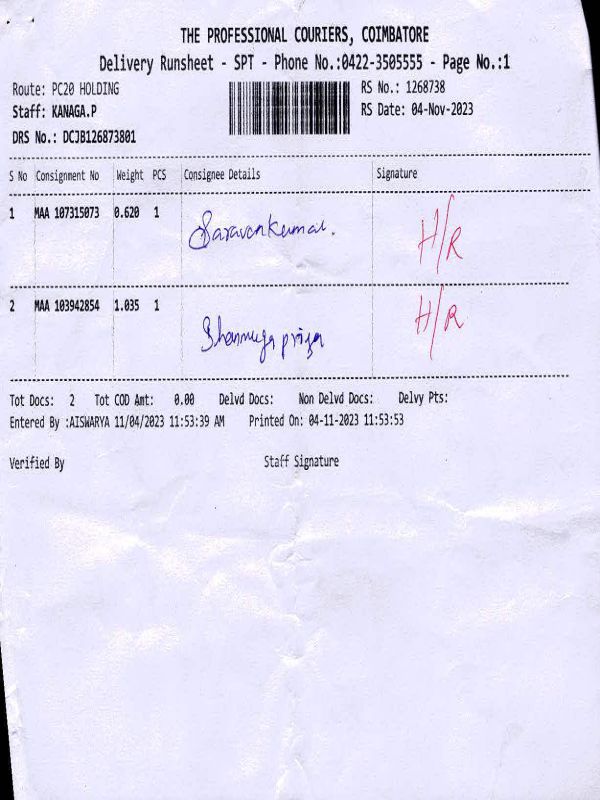 THE PROFESSIONAL COURIERS, COIMBATORE
Delivery Runsheet - SPT - Phone No.:0422-3505555 - Page No.:1
Route: PC20 HOLDING RS No.: 1268738
Staff: KANAGA.P RS Date: 04-Nov-2023
DRS No.: DCJB126873801
S No Consignment No Weight PCS Consignee Details Signature
1 MAA 107315073 0.620 1 Saravankumar. H/R
2 MAA 103942854 1.035 1 Shanmuga priya H/R
Tot Docs: 2 Tot COD Amt: 0.00 Delvd Docs: Non Delvd Docs: Delvy Pts:
Entered By :AISWARYA 11/04/2023 11:53:39 AM Printed On: 04-11-2023 11:53:53
Verified By Staff Signature